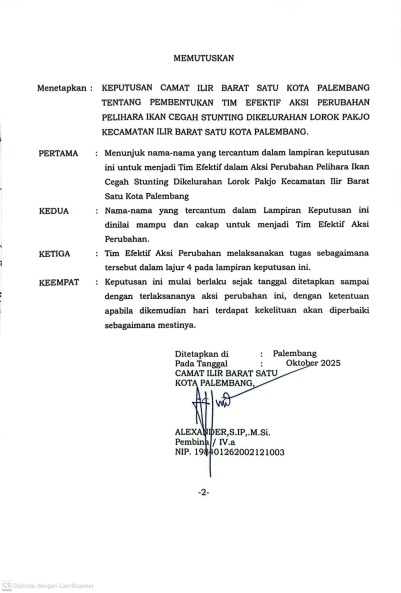 MEMUTUSKAN
Menetapkan : KEPUTUSAN CAMAT ILIR BARAT SATU KOTA PALEMBANG
TENTANG PEMBENTUKAN TIM EFEKTIF AKSI PERUBAHAN
PELIHARA IKAN CEGAH STUNTING DIKELURAHAN LOROK PAKJO
KECAMATAN ILIR BARAT SATU KOTA PALEMBANG.
PERTAMA : Menunjuk nama-nama yang tercantum dalam lampiran keputusan
ini untuk menjadi Tim Efektif dalam Aksi Perubahan Pelihara Ikan
Cegah Stunting Dikelurahan Lorok Pakjo Kecamatan Ilir Barat
Satu Kota Palembang
KEDUA : Nama-nama yang tercantum dalam Lampiran Keputusan ini
dinilai mampu dan cakap untuk menjadi Tim Efektif Aksi
Perubahan.
KETIGA : Tim Efektif Aksi Perubahan melaksanakan tugas sebagaimana
tersebut dalam lajur 4 pada lampiran keputusan ini.
KEEMPAT : Keputusan ini mulai berlaku sejak tanggal ditetapkan sampai
dengan terlaksananya aksi perubahan ini, dengan ketentuan
apabila dikemudian hari terdapat kekelituan akan diperbaiki
sebagaimana mestinya.
Ditetapkan di : Palembang
Pada Tanggal : Oktober 2025
CAMAT ILIR BARAT SATU
KOTA PALEMBANG,
ALEXANDER,S.IP,.M.Si.
Pembina / IV.a
NIP. 198401262002121003
-2-
CS Dipindai dengan CamScanner